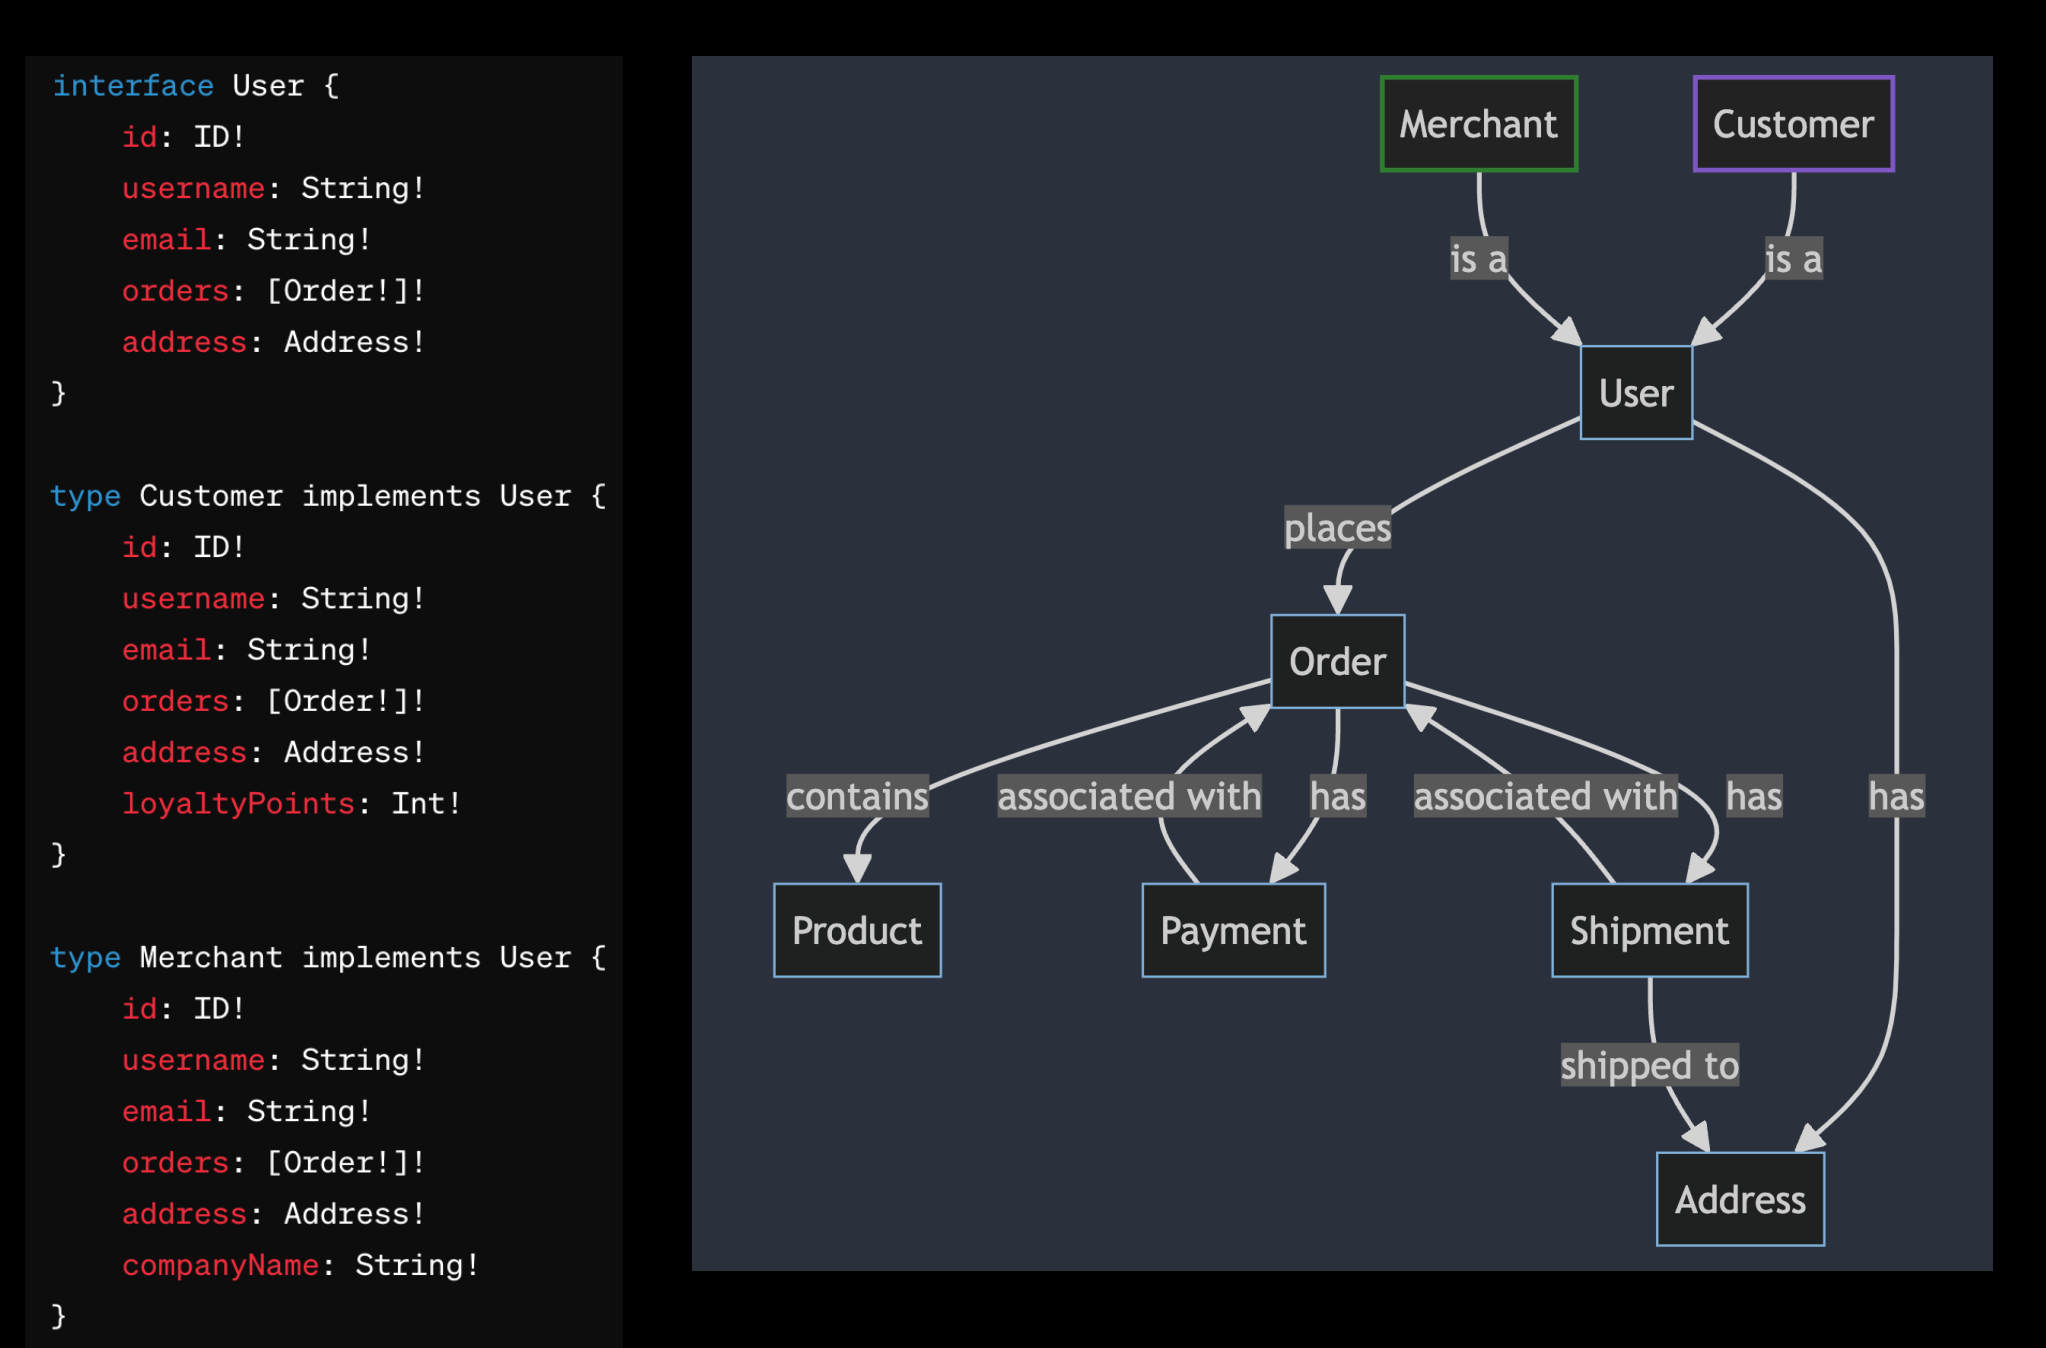 interface User {
id: ID!
username: String!
email: String!
orders: [Order!]!
address: Address!
}
type Customer implements User {
id: ID!
username: String!
email: String!
orders: [Order!]!
address: Address!
loyaltyPoints: Int!
}
type Merchant implements User {
id: ID!
username: String!
email: String!
orders: [Order!]!
address: Address!
companyName: String!
}
Merchant
Customer
is a
is a
User
places
Order
contains
associated with
has
associated with
has
has
Product
Payment
Shipment
shipped to
Address